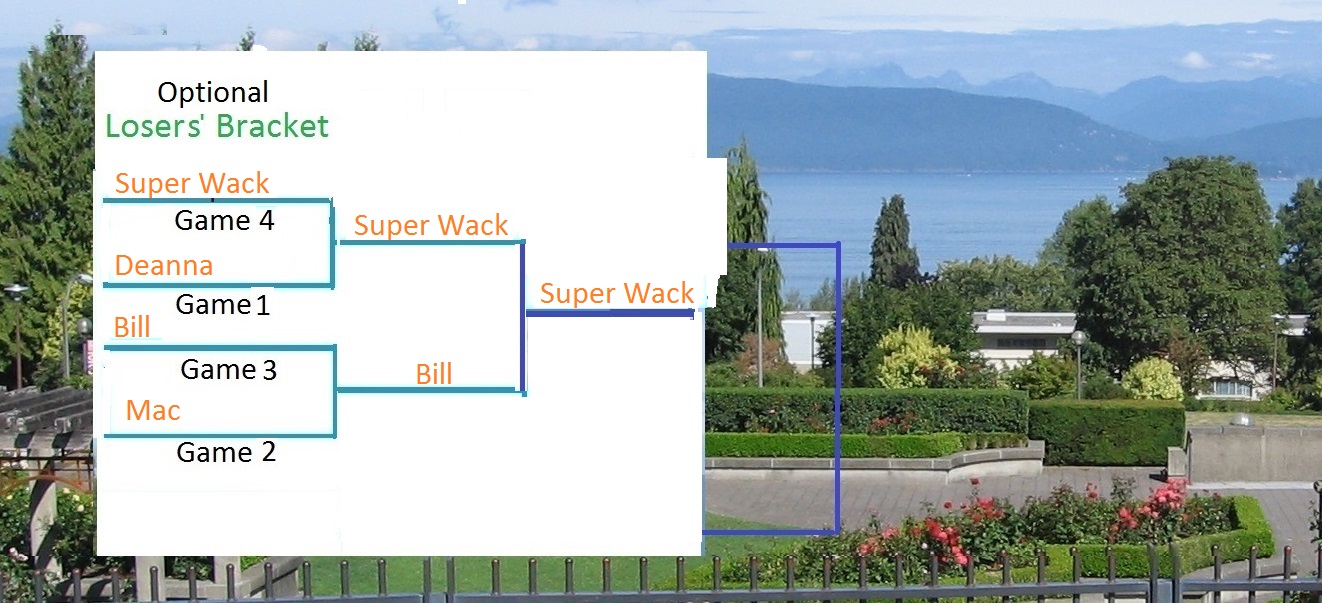 Optional
Losers' Bracket
Super Wack
Game 4
Super Wack
Deanna
Super Wack
Game 1
Bill
Game 3
Bill
Mac
Game 2